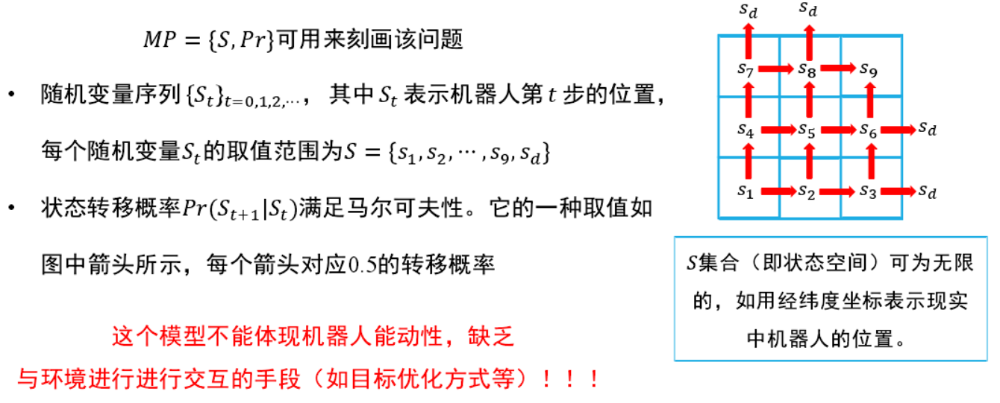 MP = {S, Pr}可用来刻画该问题
• 随机变量序列{S_t}_{t=0,1,2,⋯}，其中 S_t 表示机器人第 t 步的位置，
每个随机变量S_t的取值范围为S = {s_1, s_2, ⋯ , s_9, s_d}
• 状态转移概率Pr(S_{t+1}|S_t)满足马尔可夫性。它的一种取值如
图中箭头所示，每个箭头对应0.5的转移概率
这个模型不能体现机器人能动性，缺乏
与环境进行进行交互的手段（如目标优化方式等）！！！
s_d s_d
s_7 s_8 s_9
s_4 s_5 s_6 s_d
s_1 s_2 s_3 s_d
S集合（即状态空间）可为无限
的，如用经纬度坐标表示现实
中机器人的位置。